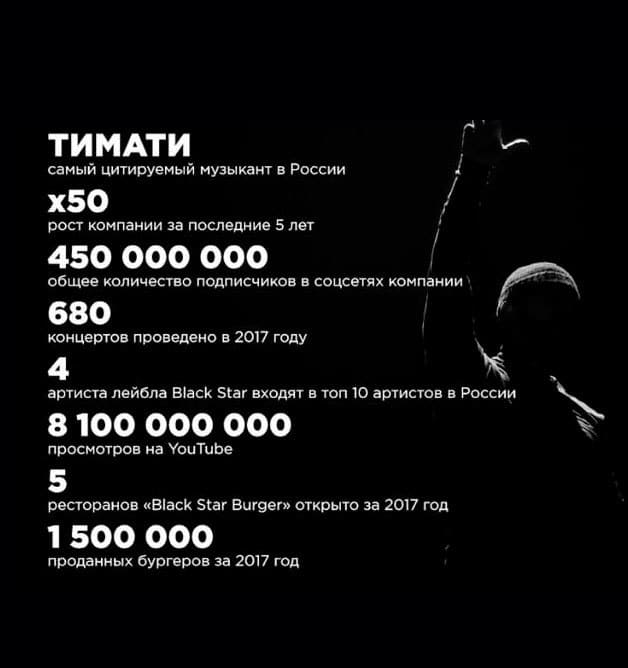 ТИМАТИ
самый цитируемый музыкант в России
x50
рост компании за последние 5 лет
450 000 000
общее количество подписчиков в соцсетях компании
680
концертов проведено в 2017 году
4
артиста лейбла Black Star входят в топ 10 артистов в России
8 100 000 000
просмотров на YouTube
5
ресторанов «Black Star Burger» открыто за 2017 год
1 500 000
проданных бургеров за 2017 год